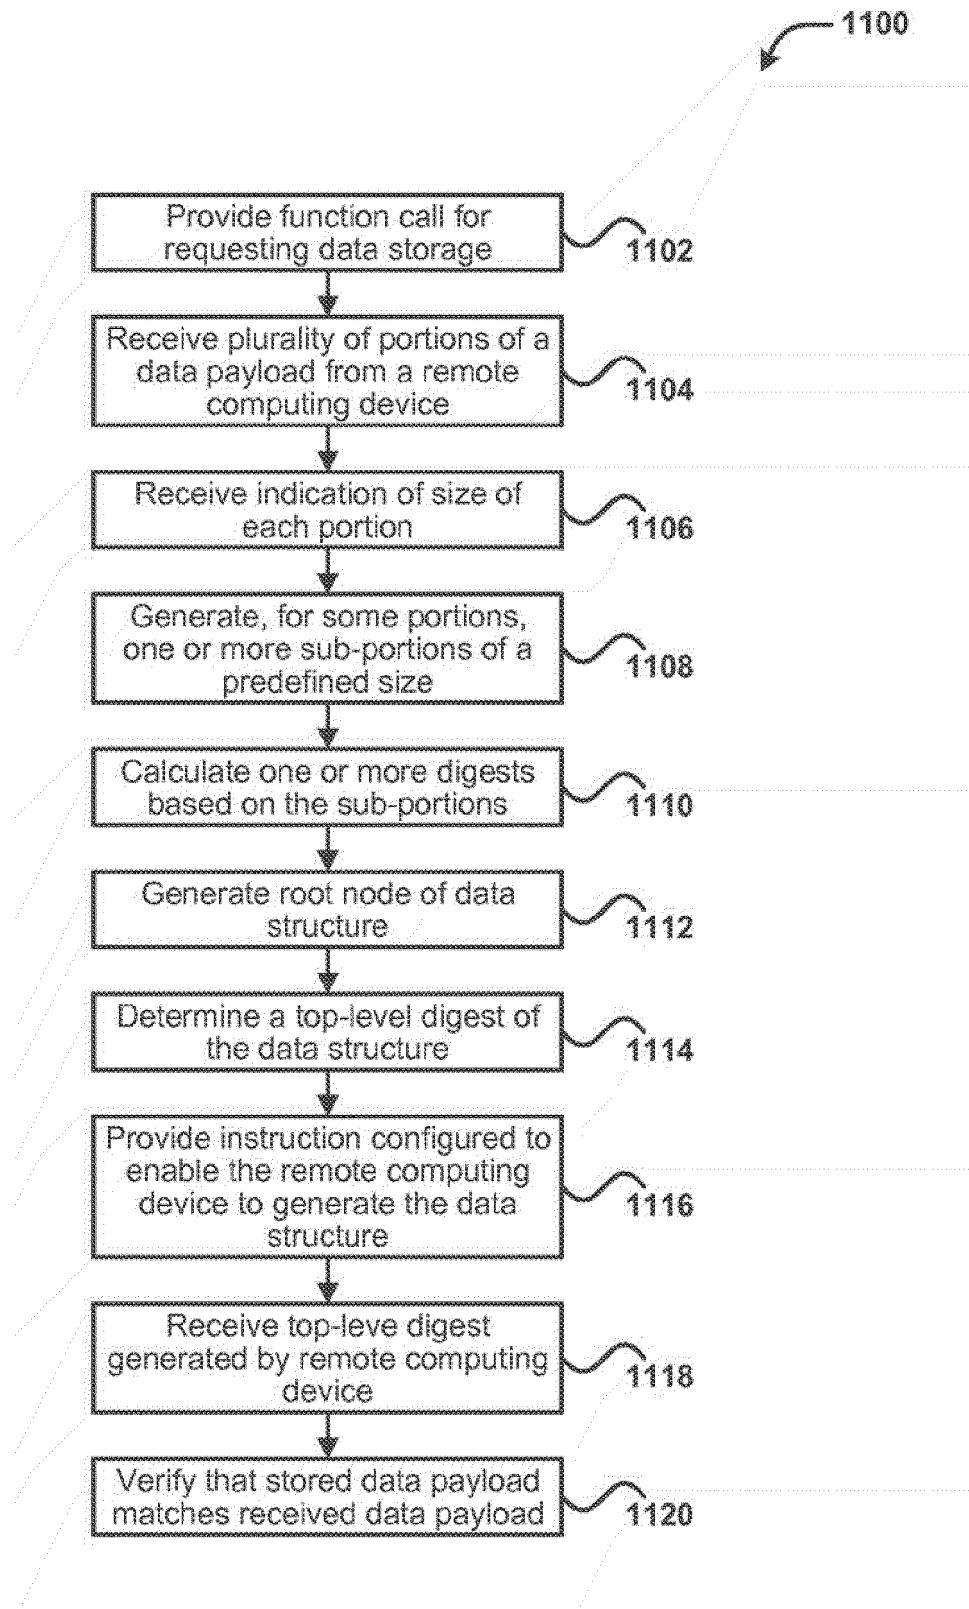 1100
Provide function call for
requesting data storage
1102
Receive plurality of portions of a
data payload from a remote
computing device
1104
Receive indication of size of
each portion
1106
Generate, for some portions,
one or more sub-portions of a
predefined size
1108
Calculate one or more digests
based on the sub-portions
1110
Generate root node of data
structure
1112
Determine a top-level digest of
the data structure
1114
Provide instruction configured to
enable the remote computing
device to generate the data
structure
1116
Receive top-leve digest
generated by remote computing
device
1118
Verify that stored data payload
matches received data payload
1120